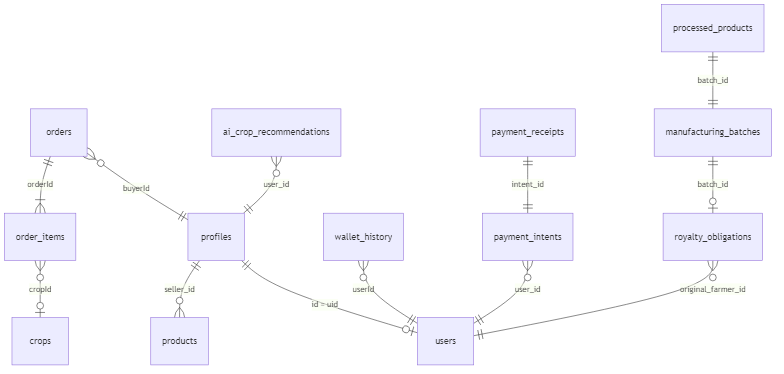 processed_products
batch_id
orders
ai_crop_recommendations
payment_receipts
manufacturing_batches
orderId
buyerId
user_id
intent_id
batch_id
order_items
profiles
wallet_history
payment_intents
royalty_obligations
cropId
seller_id
id = uid
userId
user_id
original_farmer_id
crops
products
users